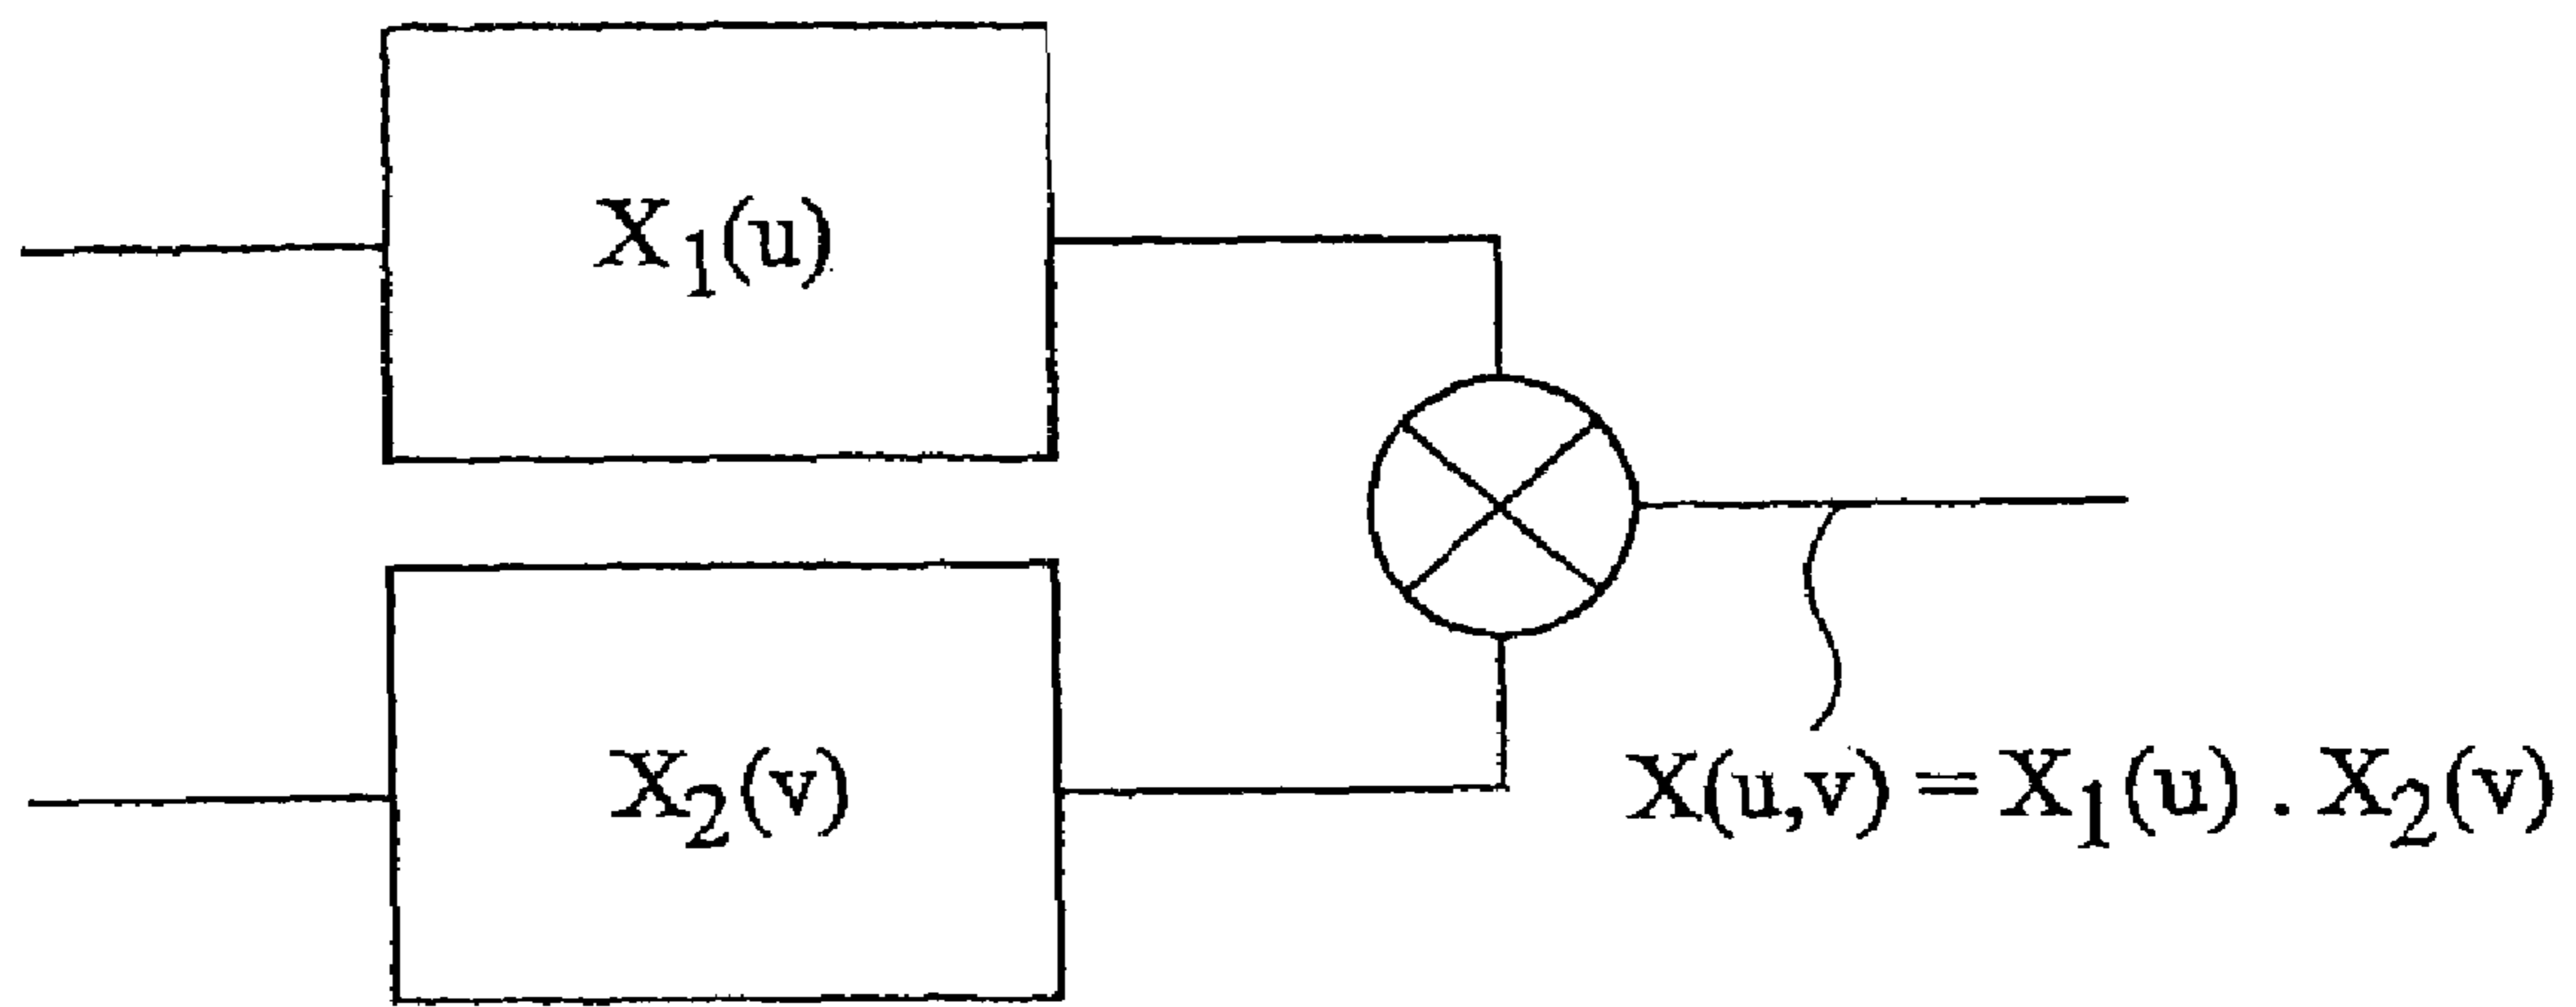 X₁(u)
X₂(v)
X(u,v) = X₁(u) . X₂(v)